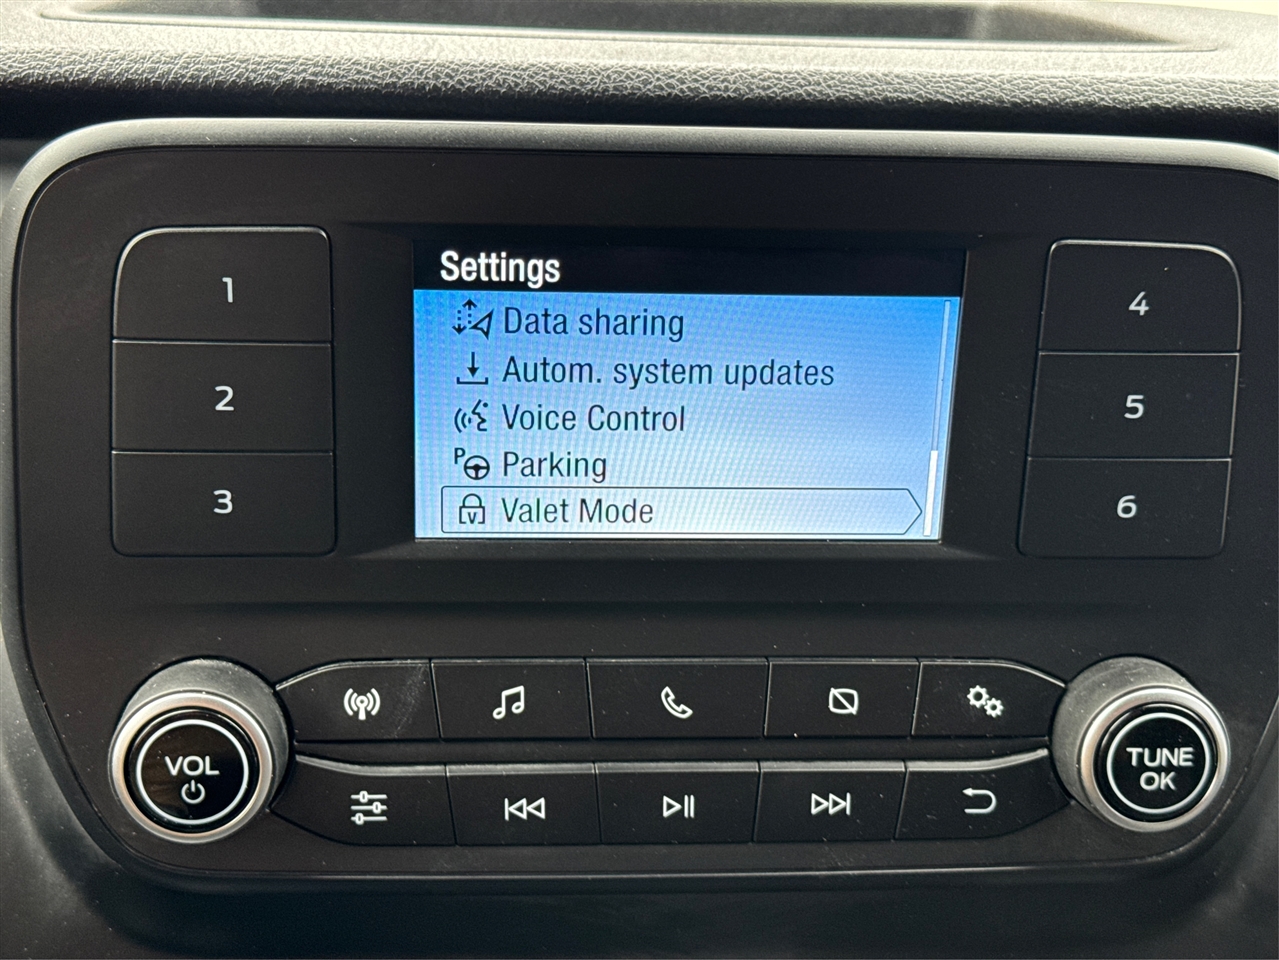 Settings
Data sharing
Autom. system updates
Voice Control
P Parking
V Valet Mode
1
2
3
4
5
6
VOL
TUNE
OK